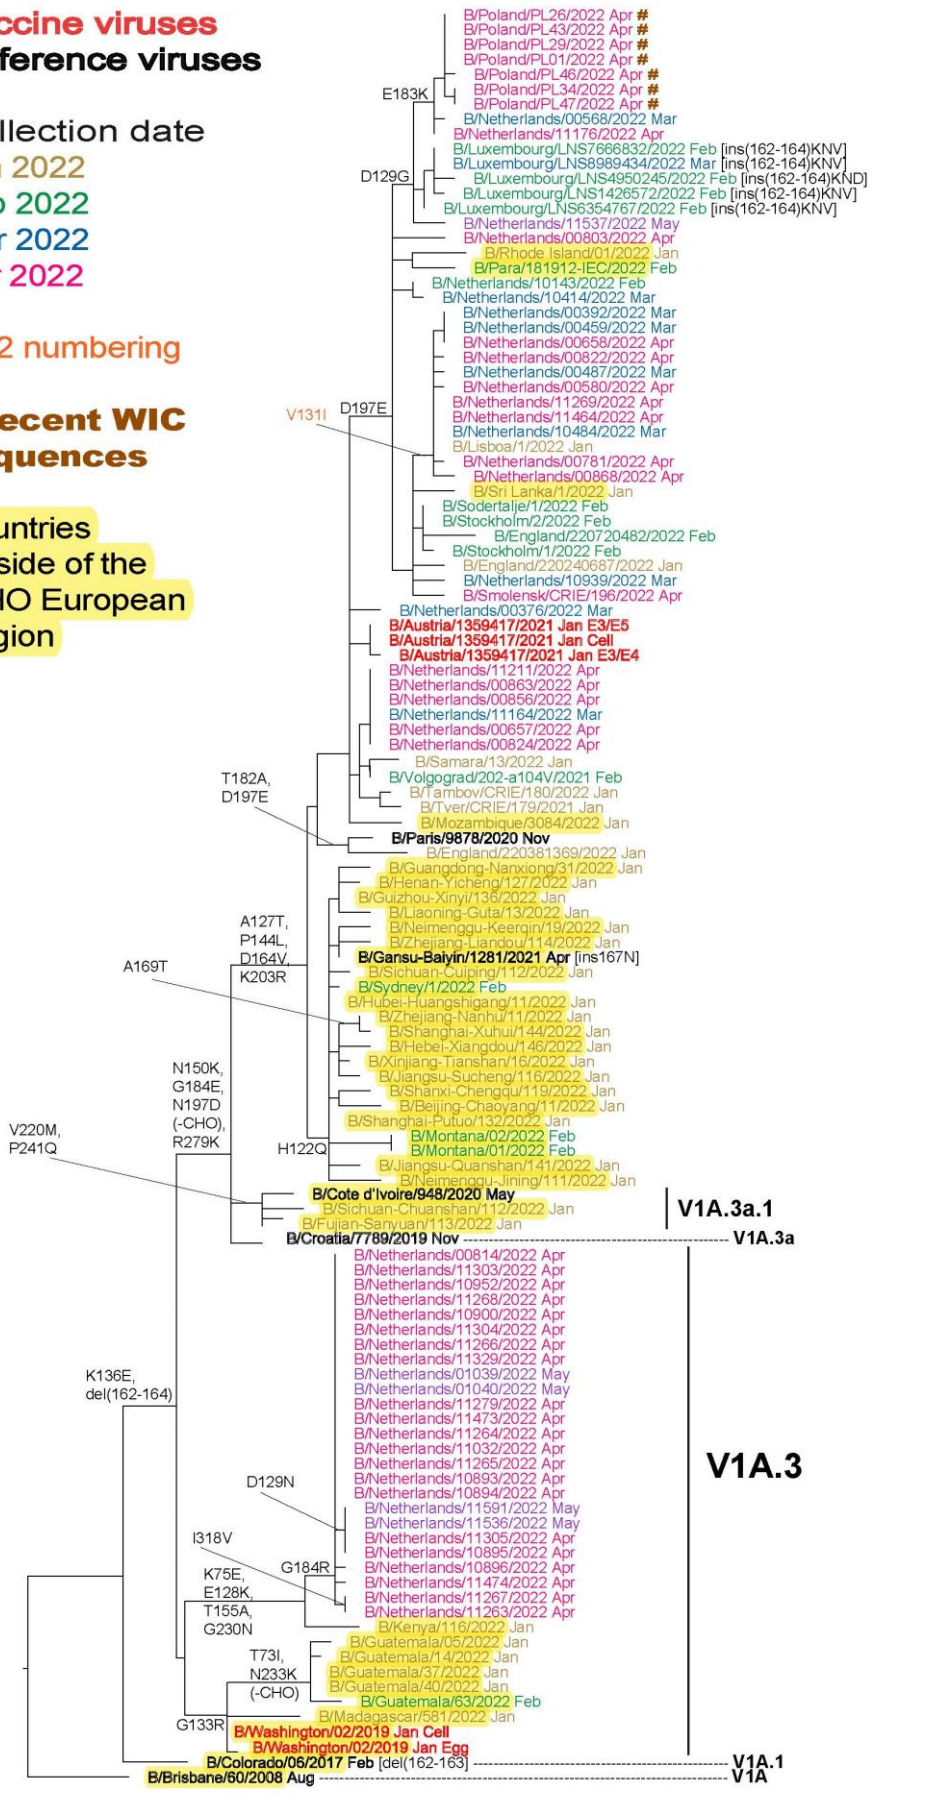 ccine viruses
ference viruses
llection date
n 2022
b 2022
r 2022
r 2022
2 numbering
ecent WIC
quences
untries
side of the
HO European
gion
B/Poland/PL26/2022 Apr #
B/Poland/PL43/2022 Apr #
B/Poland/PL29/2022 Apr #
B/Poland/PL01/2022 Apr #
B/Poland/PL46/2022 Apr #
B/Poland/PL34/2022 Apr #
E183K
B/Poland/PL47/2022 Apr #
B/Netherlands/00568/2022 Mar
B/Netherlands/11176/2022 Apr
B/Luxembourg/LNS7666832/2022 Feb [ins(162-164)KNV]
B/Luxembourg/LNS8989434/2022 Mar [ins(162-164)KNV]
D129G
B/Luxembourg/LNS4950245/2022 Feb [ins(162-164)KND]
B/Luxembourg/LNS1426572/2022 Feb [ins(162-164)KNV]
B/Luxembourg/LNS6354767/2022 Feb [ins(162-164)KNV]
B/Netherlands/11537/2022 May
B/Netherlands/00803/2022 Apr
B/Rhode Island/01/2022 Jan
B/Para/181912-IEC/2022 Feb
B/Netherlands/10143/2022 Feb
B/Netherlands/10414/2022 Mar
B/Netherlands/00392/2022 Mar
B/Netherlands/00459/2022 Mar
B/Netherlands/00658/2022 Apr
B/Netherlands/00822/2022 Apr
B/Netherlands/00487/2022 Mar
B/Netherlands/00580/2022 Apr
B/Netherlands/11269/2022 Apr
V131I
D197E
B/Netherlands/11464/2022 Apr
B/Netherlands/10484/2022 Mar
B/Lisboa/1/2022 Jan
B/Netherlands/00781/2022 Apr
B/Netherlands/00868/2022 Apr
B/Sri Lanka/1/2022 Jan
B/Sodertalje/1/2022 Feb
B/Stockholm/2/2022 Feb
B/England/220720482/2022 Feb
B/Stockholm/1/2022 Feb
B/England/220240687/2022 Jan
B/Netherlands/10939/2022 Mar
B/Smolensk/CRIE/196/2022 Apr
B/Netherlands/00376/2022 Mar
B/Austria/1359417/2021 Jan E3/E5
B/Austria/1359417/2021 Jan Cell
B/Austria/1359417/2021 Jan E3/E4
B/Netherlands/11211/2022 Apr
B/Netherlands/00863/2022 Apr
B/Netherlands/00856/2022 Apr
B/Netherlands/11164/2022 Mar
B/Netherlands/00657/2022 Apr
B/Netherlands/00824/2022 Apr
B/Samara/13/2022 Jan
T182A,
D197E
B/Volgograd/202-a104V/2021 Feb
B/Tambov/CRIE/180/2022 Jan
B/Tver/CRIE/179/2021 Jan
B/Mozambique/3084/2022 Jan
B/Paris/9878/2020 Nov
B/England/220381369/2022 Jan
B/Guangdong-Nanxiong/31/2022 Jan
B/Henan-Yicheng/127/2022 Jan
B/Guizhou-Xinyi/136/2022 Jan
B/Liaoning-Guta/13/2022 Jan
B/Neimenggu-Keerqin/19/2022 Jan
B/Zhejiang-Liandou/114/2022 Jan
A127T,
P144L,
D164V,
K203R
B/Gansu-Baiyin/1281/2021 Apr [ins167N]
A169T
B/Sichuan-Cuiping/112/2022 Jan
B/Sydney/1/2022 Feb
B/Hubei-Huangshigang/11/2022 Jan
B/Zhejiang-Nanhu/11/2022 Jan
B/Shanghai-Xuhui/144/2022 Jan
B/Hebei-Xiangdou/146/2022 Jan
B/Xinjiang-Tianshan/16/2022 Jan
B/Jiangsu-Sucheng/116/2022 Jan
B/Shanxi-Chengqu/119/2022 Jan
B/Beijing-Chaoyang/11/2022 Jan
B/Shanghai-Putuo/132/2022 Jan
N150K,
G184E,
N197D
(-CHO),
R279K
B/Montana/02/2022 Feb
B/Montana/01/2022 Feb
H122Q
V220M,
P241Q
B/Jiangsu-Quanshan/141/2022 Jan
B/Neimenggu-Jining/111/2022 Jan
B/Cote d'Ivoire/948/2020 May
B/Sichuan-Chuanshan/112/2022 Jan
V1A.3a.1
B/Fujian-Sanyuan/113/2022 Jan
B/Croatia/7789/2019 Nov
V1A.3a
B/Netherlands/00814/2022 Apr
B/Netherlands/11303/2022 Apr
B/Netherlands/10952/2022 Apr
B/Netherlands/11268/2022 Apr
B/Netherlands/10900/2022 Apr
B/Netherlands/11304/2022 Apr
B/Netherlands/11266/2022 Apr
B/Netherlands/11329/2022 Apr
B/Netherlands/01039/2022 May
B/Netherlands/01040/2022 May
K136E,
del(162-164)
B/Netherlands/11279/2022 Apr
B/Netherlands/11473/2022 Apr
B/Netherlands/11264/2022 Apr
B/Netherlands/11032/2022 Apr
B/Netherlands/11265/2022 Apr
V1A.3
B/Netherlands/10893/2022 Apr
B/Netherlands/10894/2022 Apr
D129N
B/Netherlands/11591/2022 May
B/Netherlands/11536/2022 May
B/Netherlands/11305/2022 Apr
I318V
B/Netherlands/10895/2022 Apr
G184R
B/Netherlands/10896/2022 Apr
B/Netherlands/11474/2022 Apr
B/Netherlands/11267/2022 Apr
B/Netherlands/11263/2022 Apr
K75E,
E128K,
T155A,
G230N
B/Kenya/116/2022 Jan
B/Guatemala/05/2022 Jan
B/Guatemala/14/2022 Jan
B/Guatemala/37/2022 Jan
B/Guatemala/40/2022 Jan
T73I,
N233K
(-CHO)
B/Guatemala/63/2022 Feb
B/Madagascar/581/2022 Jan
G133R
B/Washington/02/2019 Jan Cell
B/Washington/02/2019 Jan Egg
B/Colorado/06/2017 Feb [del(162-163]
V1A.1
B/Brisbane/60/2008 Aug
V1A